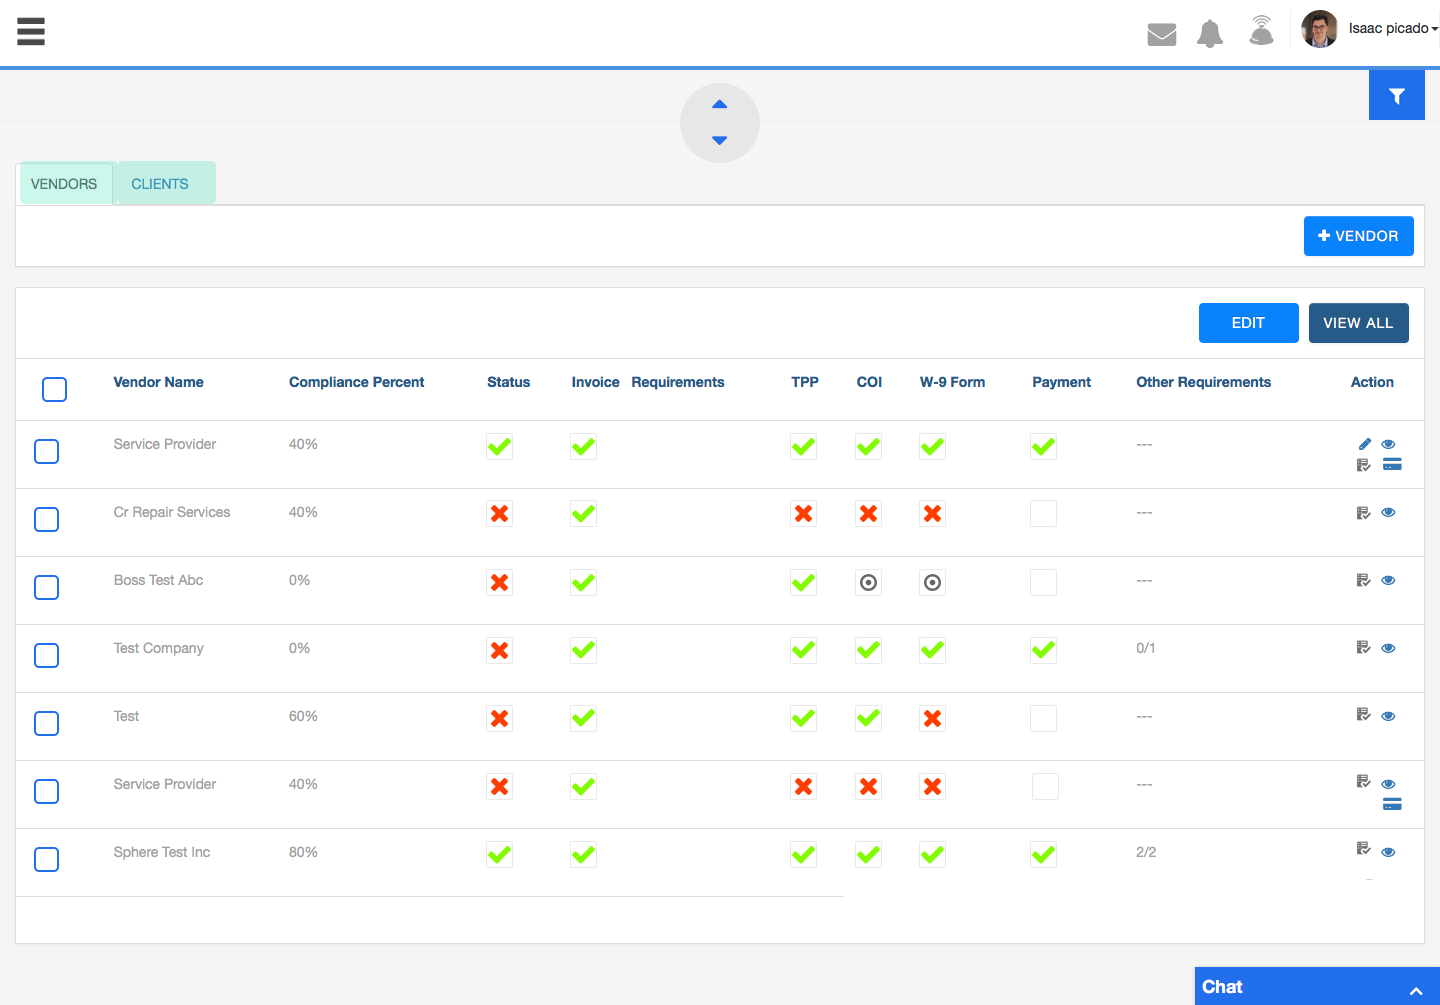 Isaac picado
VENDORS CLIENTS
VENDOR
EDIT VIEW ALL
Vendor Name Compliance Percent Status Invoice Requirements TPP COI W-9 Form Payment Other Requirements Action
Service Provider 40% ---
Cr Repair Services 40% ---
Boss Test Abc 0% ---
Test Company 0% 0/1
Test 60% ---
Service Provider 40% ---
Sphere Test Inc 80% 2/2
Chat